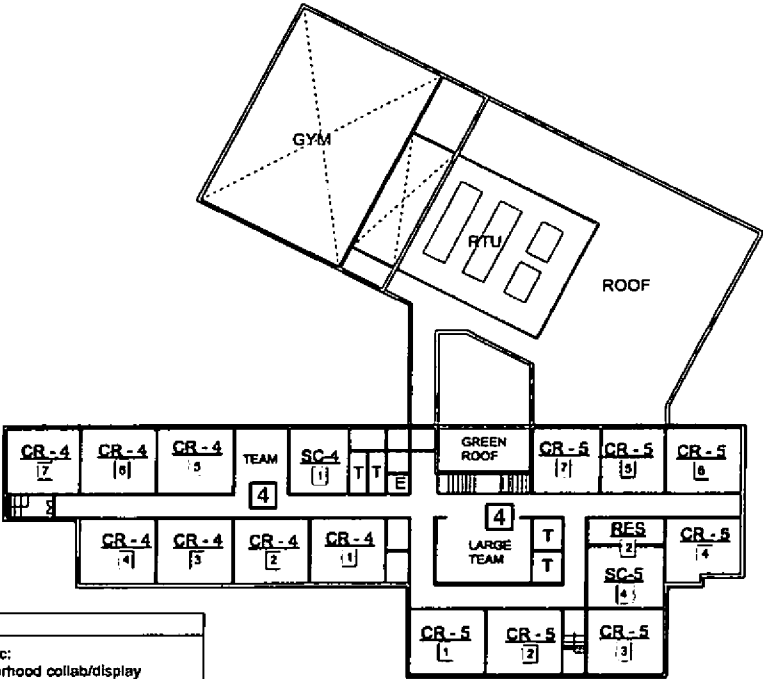 GYM
RTU
ROOF
CR - 4
7
CR - 4
6
CR - 4
5
TEAM
4
SC-4
1
T
T
E
GREEN
ROOF
CR - 5
7
CR - 5
5
CR - 5
6
CR - 4
4
CR - 4
3
CR - 4
2
CR - 4
1
4
LARGE
TEAM
T
T
RES
2
CR - 5
4
SC-5
4
CR - 5
1
CR - 5
2
CR - 5
3
c:
rhood collab/display